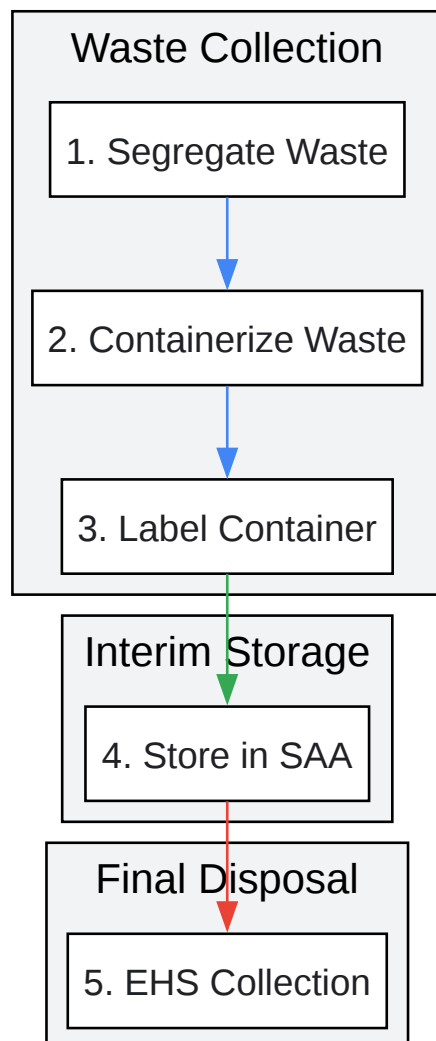 Waste Collection
1. Segregate Waste
2. Containerize Waste
3. Label Container
Interim Storage
4. Store in SAA
Final Disposal
5. EHS Collection